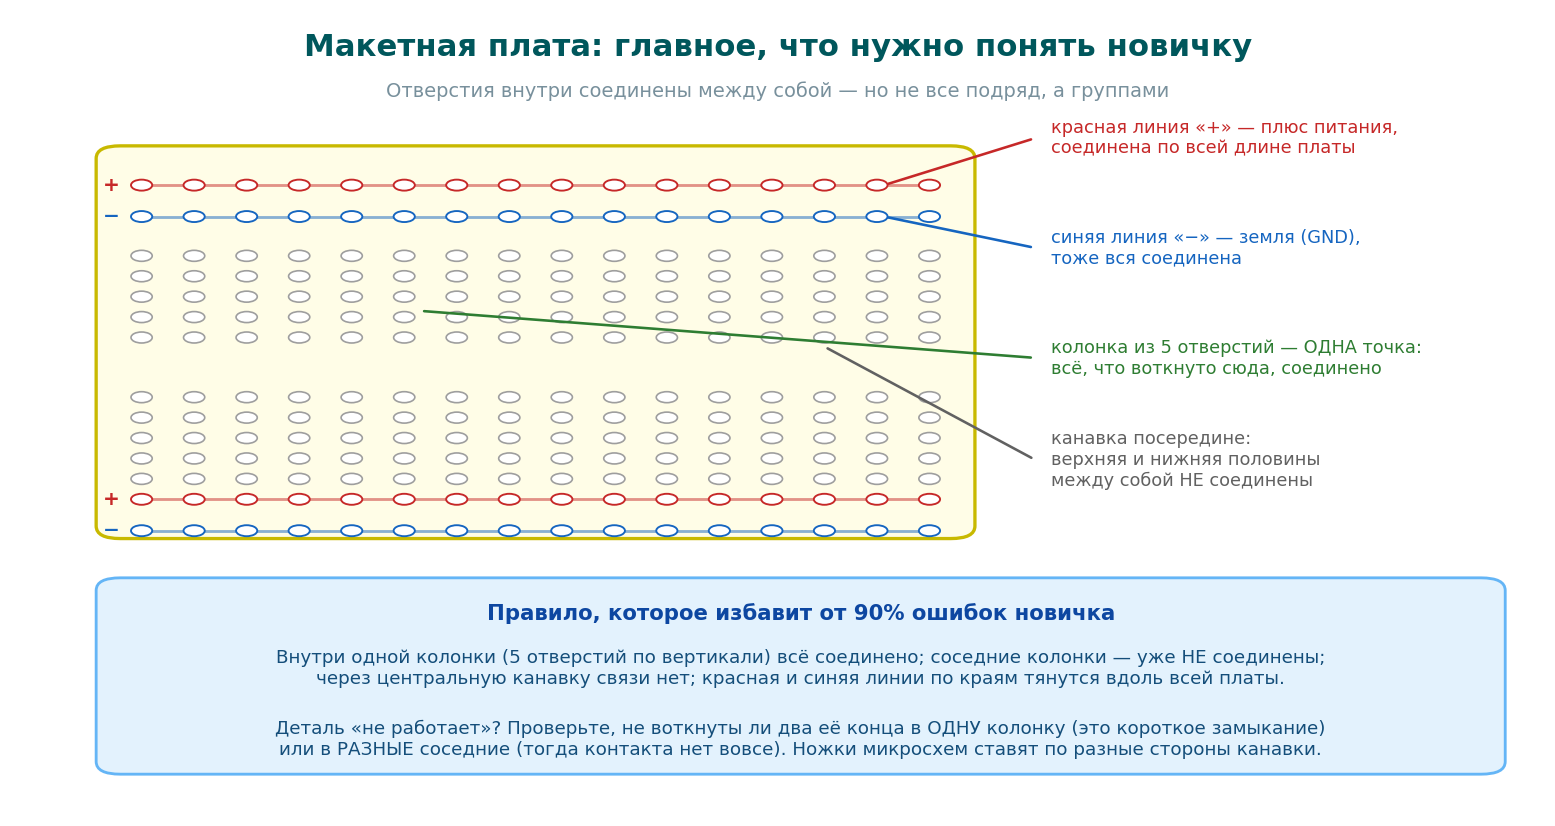 Макетная плата: главное, что нужно понять новичку
Отверстия внутри соединены между собой — но не все подряд, а группами
красная линия «+» — плюс питания,
соединена по всей длине платы
+
−
синяя линия «−» — земля (GND),
тоже вся соединена
колонка из 5 отверстий — ОДНА точка:
всё, что воткнуто сюда, соединено
канавка посередине:
верхняя и нижняя половины
между собой НЕ соединены
+
−
Правило, которое избавит от 90% ошибок новичка
Внутри одной колонки (5 отверстий по вертикали) всё соединено; соседние колонки — уже НЕ соединены;
через центральную канавку связи нет; красная и синяя линии по краям тянутся вдоль всей платы.
Деталь «не работает»? Проверьте, не воткнуты ли два её конца в ОДНУ колонку (это короткое замыкание)
или в РАЗНЫЕ соседние (тогда контакта нет вовсе). Ножки микросхем ставят по разные стороны канавки.